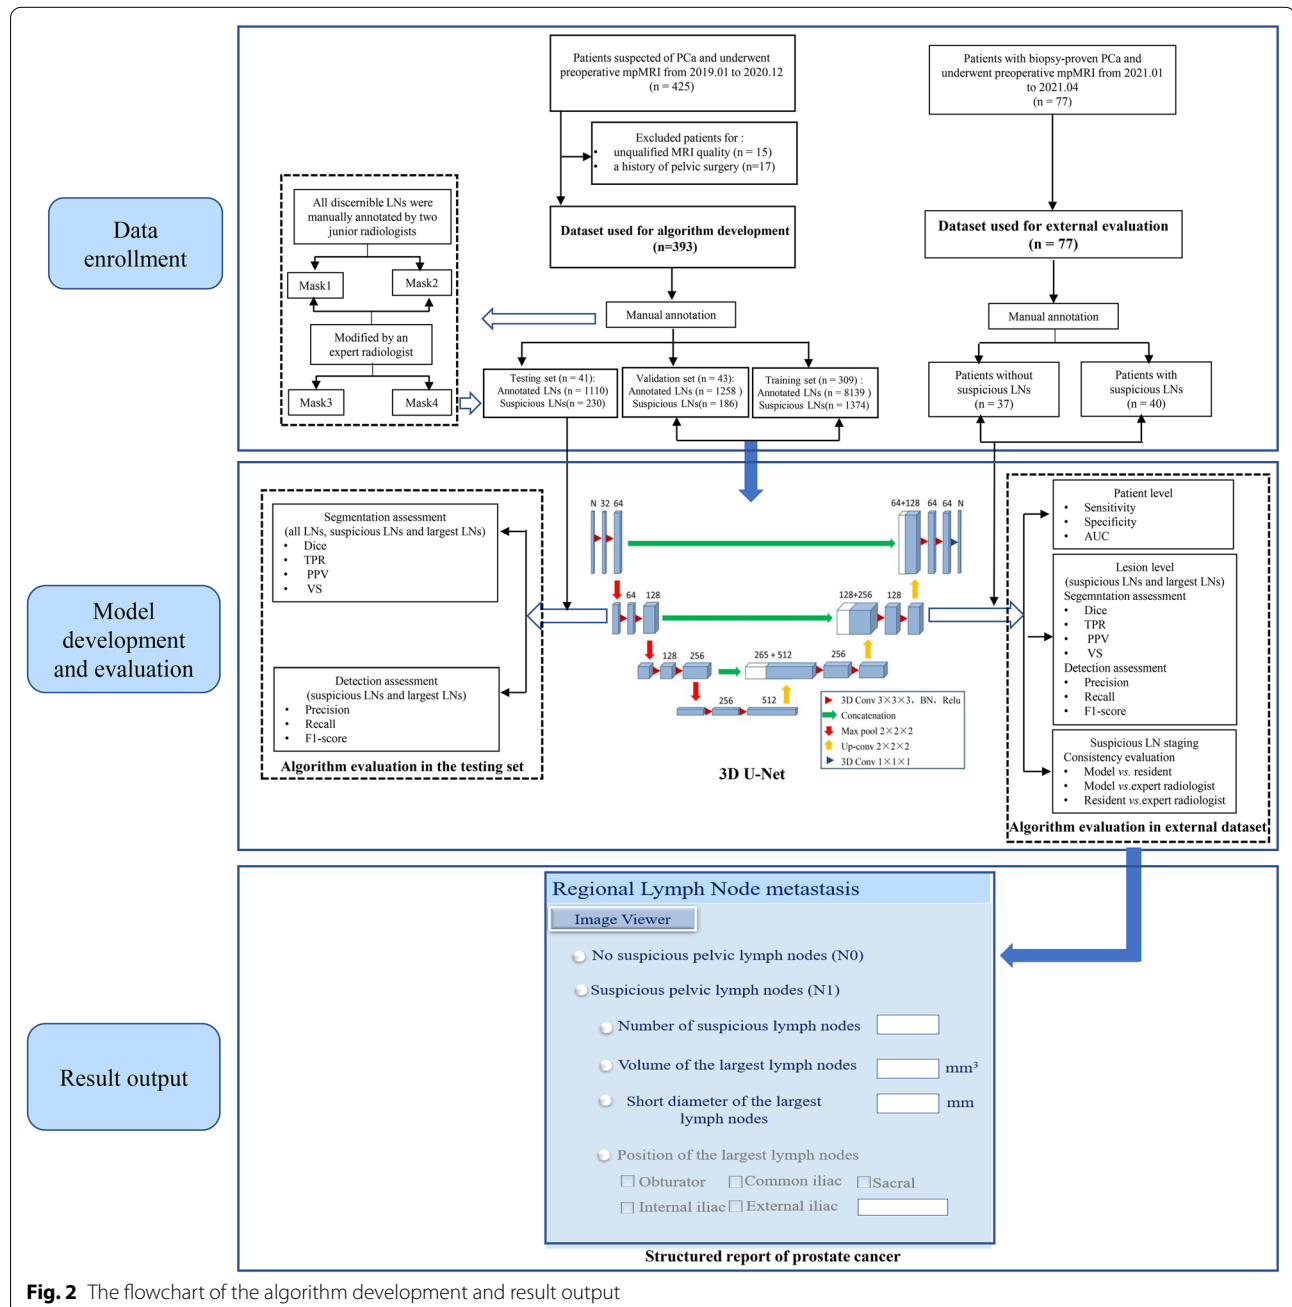 Data
enrollment
Patients suspected of PCa and underwent
preoperative mpMRI from 2019.01 to 2020.12
(n = 425)
Excluded patients for :
• unqualified MRI quality (n = 15)
• a history of pelvic surgery (n=17)
Dataset used for algorithm development
(n=393)
Manual annotation
All discernible LNs were
manually annotated by two
junior radiologists
Mask1
Mask2
Modified by an
expert radiologist
Mask3
Mask4
Testing set (n = 41):
Annotated LNs (n = 1110)
Suspicious LNs(n = 230)
Validation set (n = 43):
Annotated LNs (n = 1258 )
Suspicious LNs(n = 186)
Training set (n = 309) :
Annotated LNs (n = 8139 )
Suspicious LNs(n = 1374)
Patients with biopsy-proven PCa and
underwent preoperative mpMRI from 2021.01
to 2021.04
(n = 77)
Dataset used for external evaluation
(n = 77)
Manual annotation
Patients without
suspicious LNs
(n = 37)
Patients with
suspicious LNs
(n = 40)
Model
development
and evaluation
Segmentation assessment
(all LNs, suspicious LNs and largest LNs)
• Dice
• TPR
• PPV
• VS
Detection assessment
(suspicious LNs and largest LNs)
• Precision
• Recall
• F1-score
Algorithm evaluation in the testing set
N 32 64
64+128 64 64 N
64 128
128+256 128
128 256
265 + 512 256
256 512
3D Conv 3×3×3, BN, Relu
Concatenation
Max pool 2×2×2
Up-conv 2×2×2
3D Conv 1×1×1
3D U-Net
Patient level
• Sensitivity
• Specificity
• AUC
Lesion level
(suspicious LNs and largest LNs)
Segemntation assessment
• Dice
• TPR
• PPV
• VS
Detection assessment
• Precision
• Recall
• F1-score
Suspicious LN staging
Consistency evaluation
• Model vs. resident
• Model vs.expert radiologist
• Resident vs.expert radiologist
Algorithm evaluation in external dataset
Result output
Regional Lymph Node metastasis
Image Viewer
No suspicious pelvic lymph nodes (N0)
Suspicious pelvic lymph nodes (N1)
Number of suspicious lymph nodes
Volume of the largest lymph nodes mm³
Short diameter of the largest mm
lymph nodes
Position of the largest lymph nodes
Obturator Common iliac Sacral
Internal iliac External iliac
Structured report of prostate cancer
Fig. 2 The flowchart of the algorithm development and result output